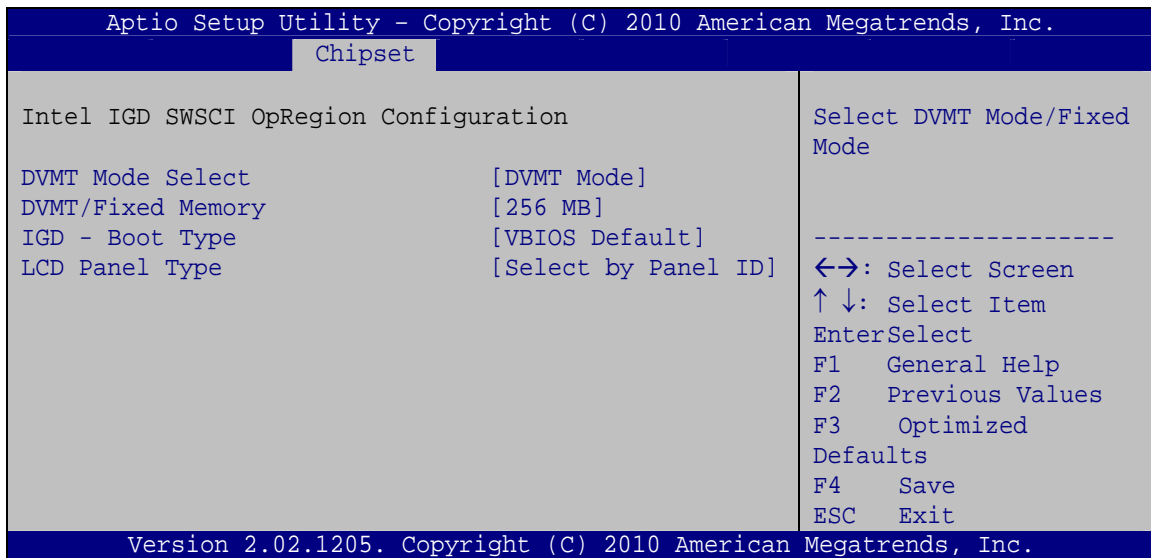 Aptio Setup Utility – Copyright (C) 2010 American Megatrends, Inc.
Chipset
Intel IGD SWSCI OpRegion Configuration
DVMT Mode Select [DVMT Mode]
DVMT/Fixed Memory [256 MB]
IGD - Boot Type [VBIOS Default]
LCD Panel Type [Select by Panel ID]
Select DVMT Mode/Fixed
Mode
---------------------
←→: Select Screen
↑ ↓: Select Item
EnterSelect
F1 General Help
F2 Previous Values
F3 Optimized
Defaults
F4 Save
ESC Exit
Version 2.02.1205. Copyright (C) 2010 American Megatrends, Inc.